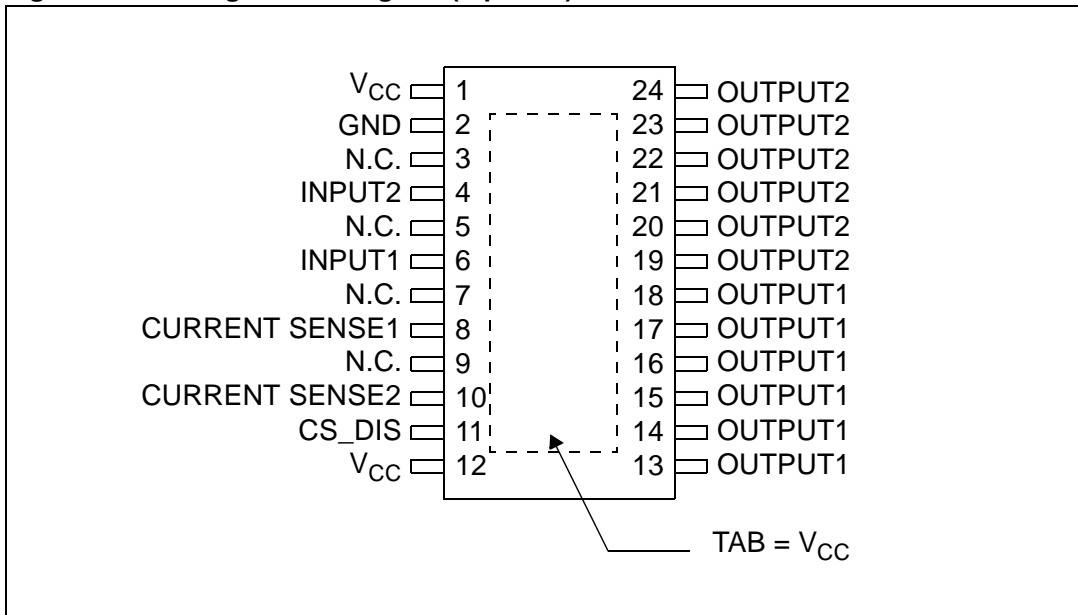 V_CC 1 24 OUTPUT2
GND 2 23 OUTPUT2
N.C. 3 22 OUTPUT2
INPUT2 4 21 OUTPUT2
N.C. 5 20 OUTPUT2
INPUT1 6 19 OUTPUT2
N.C. 7 18 OUTPUT1
CURRENT SENSE1 8 17 OUTPUT1
N.C. 9 16 OUTPUT1
CURRENT SENSE2 10 15 OUTPUT1
CS_DIS 11 14 OUTPUT1
V_CC 12 13 OUTPUT1
TAB = V_CC